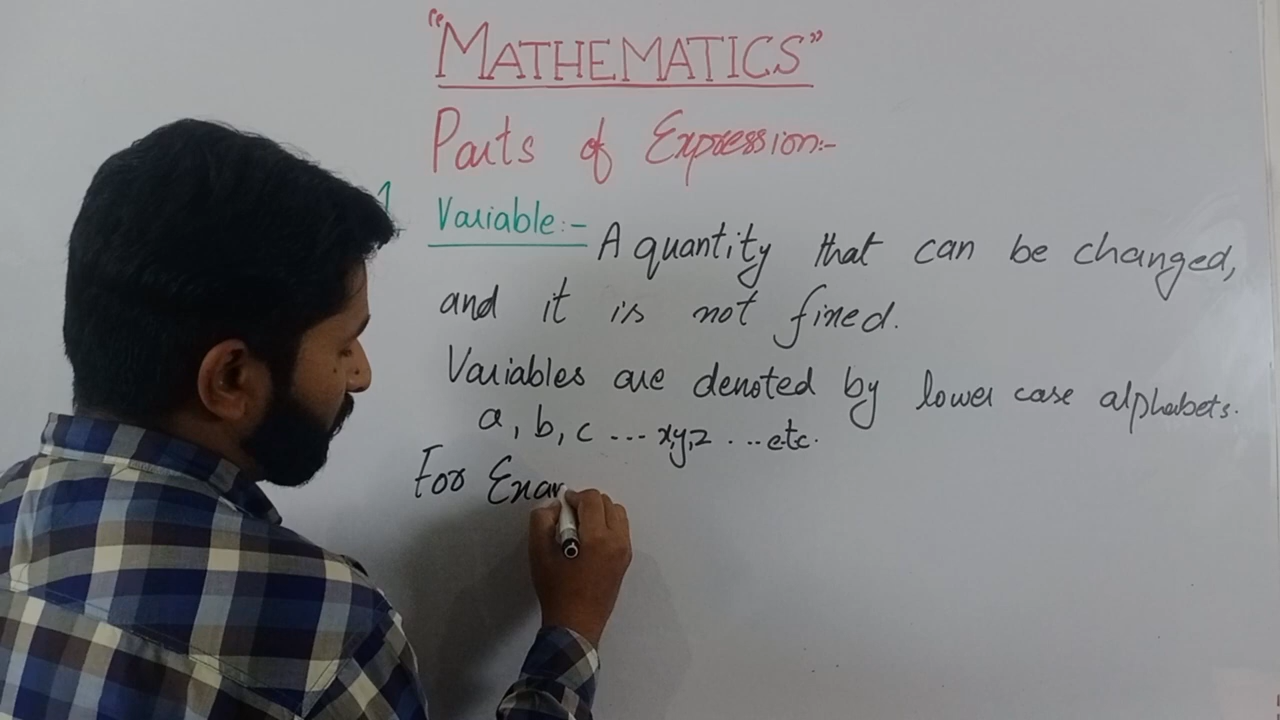 "MATHEMATICS"
Parts of Expression:-
1 Variable:- A quantity that can be changed,
and it is not fixed.
Variables are denoted by lower case alphabets.
a, b, c ... x,y,z ... etc.
For Exam